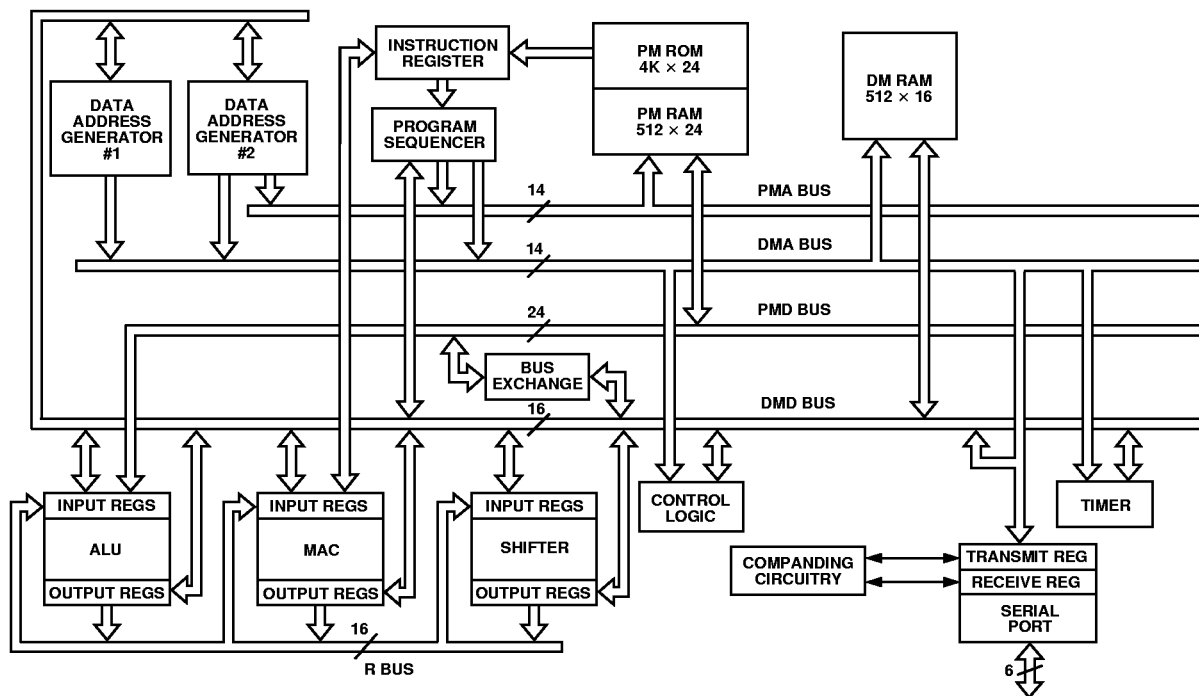 INSTRUCTION
REGISTER
PM ROM
4K × 24
PM RAM
512 × 24
DM RAM
512 × 16
DATA
ADDRESS
GENERATOR
#1
DATA
ADDRESS
GENERATOR
#2
PROGRAM
SEQUENCER
14
PMA BUS
14
DMA BUS
24
PMD BUS
BUS
EXCHANGE
16
DMD BUS
INPUT REGS
ALU
OUTPUT REGS
INPUT REGS
MAC
OUTPUT REGS
INPUT REGS
SHIFTER
OUTPUT REGS
CONTROL
LOGIC
TIMER
COMPANDING
CIRCUITRY
TRANSMIT REG
RECEIVE REG
SERIAL
PORT
16
R BUS
6